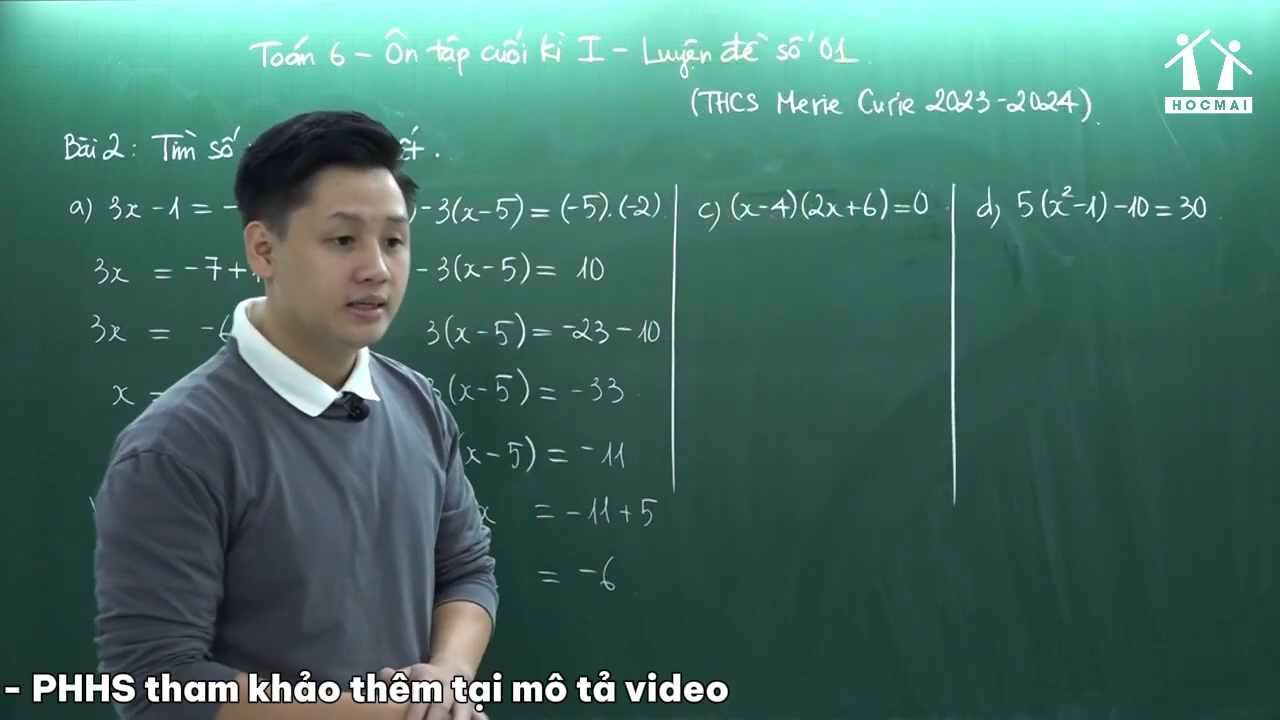 Toán 6 - Ôn tập cuối kì I - Luyện đề số 01
(THCS Merie Curie 2023-2024)
HOCMAI
Bài 2: Tìm số
a) 3x - 1 = -
- 3(x-5) = (-5).(-2)
c) (x-4)(2x+6)=0
d) 5(x²-1)-10=30
3x = -7+
- 3(x-5) = 10
3x = -6
3(x-5) = -23-10
x =
(x-5) = -33
(x-5) = -11
x = -11+5
= -6
- PHHS tham khảo thêm tại mô tả video